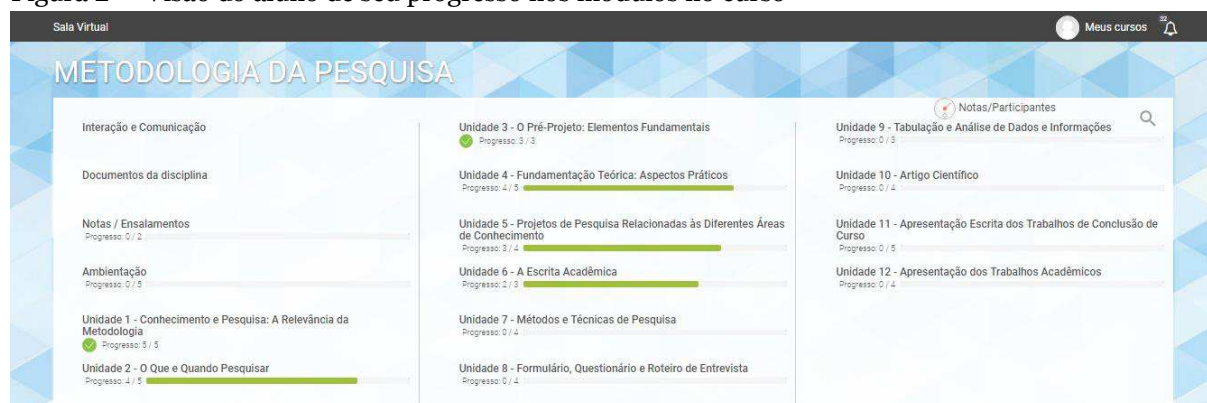 Figura 2 – Visão do aluno de seu progresso nos módulos no curso
Sala Virtual
Meus cursos
32
METODOLOGIA DA PESQUISA
Notas/Participantes
Interação e Comunicação
Documentos da disciplina
Notas / Ensalamentos
Progresso: 0 / 2
Ambientação
Progresso: 0 / 5
Unidade 1 - Conhecimento e Pesquisa: A Relevância da
Metodologia
Progresso: 5 / 5
Unidade 2 - O Que e Quando Pesquisar
Progresso: 4 / 5
Unidade 3 - O Pré-Projeto: Elementos Fundamentais
Progresso: 3 / 3
Unidade 4 - Fundamentação Teórica: Aspectos Práticos
Progresso: 4 / 5
Unidade 5 - Projetos de Pesquisa Relacionadas às Diferentes Áreas
de Conhecimento
Progresso: 3 / 4
Unidade 6 - A Escrita Acadêmica
Progresso: 2 / 3
Unidade 7 - Métodos e Técnicas de Pesquisa
Progresso: 0 / 4
Unidade 8 - Formulário, Questionário e Roteiro de Entrevista
Progresso: 0 / 4
Unidade 9 - Tabulação e Análise de Dados e Informações
Progresso: 0 / 3
Unidade 10 - Artigo Científico
Progresso: 0 / 4
Unidade 11 - Apresentação Escrita dos Trabalhos de Conclusão de
Curso
Progresso: 0 / 5
Unidade 12 - Apresentação dos Trabalhos Acadêmicos
Progresso: 0 / 4